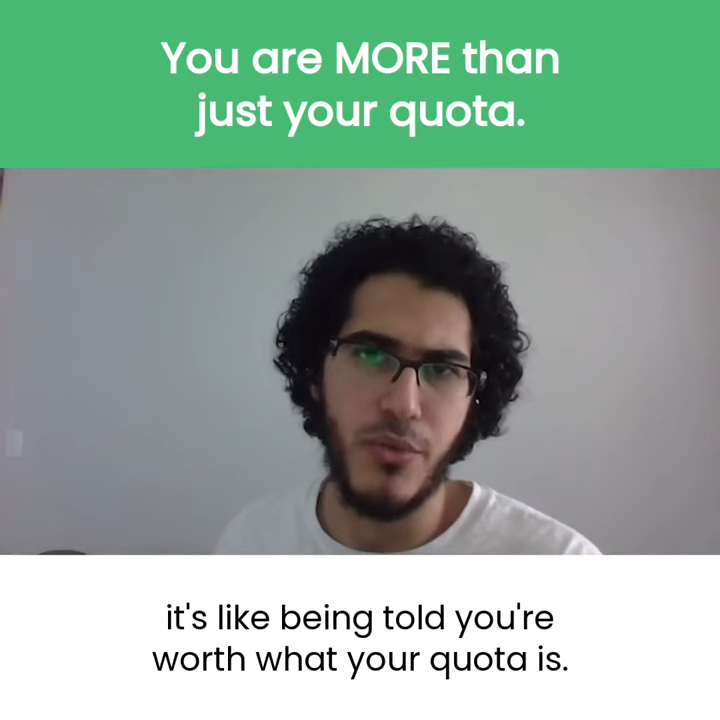 You are MORE than
just your quota.
it's like being told you're
worth what your quota is.